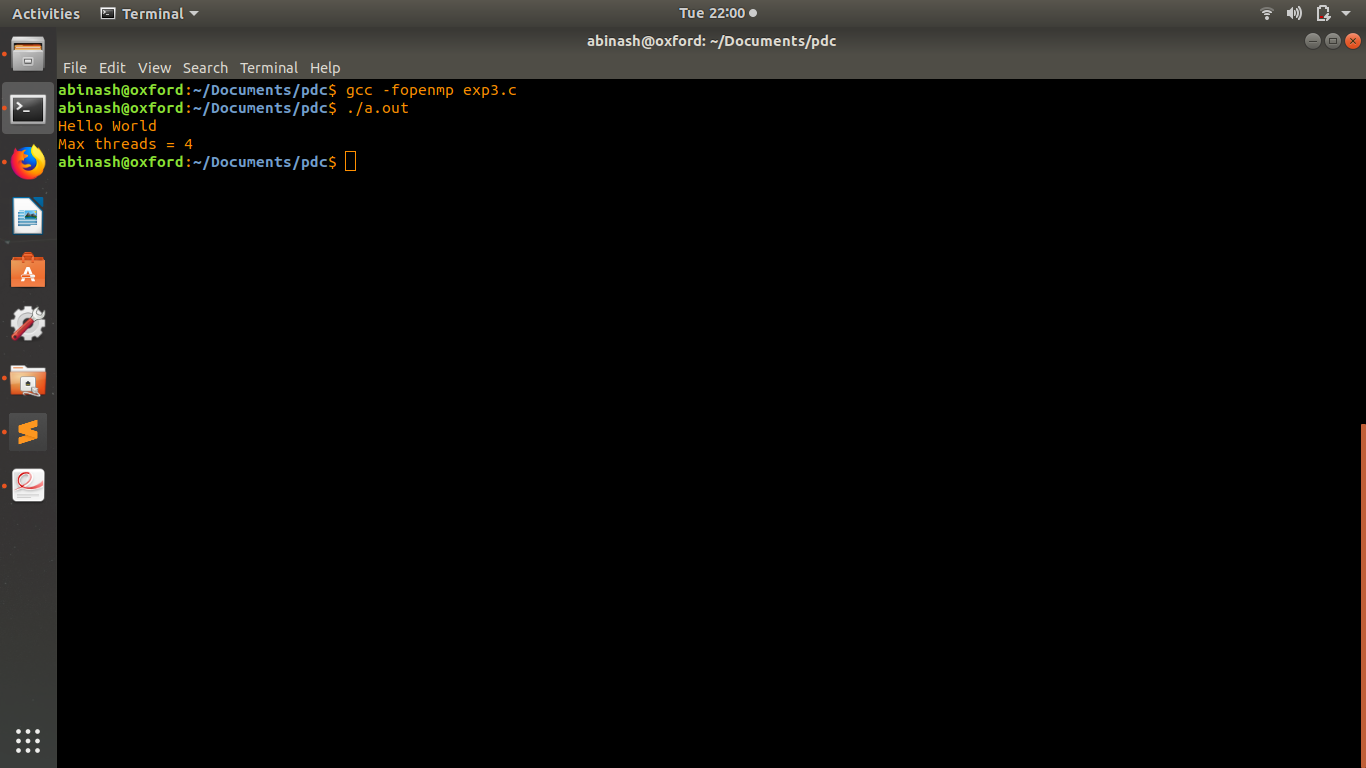 Activities Terminal Tue 22:00
abinash@oxford: ~/Documents/pdc
File Edit View Search Terminal Help
abinash@oxford:~/Documents/pdc$ gcc -fopenmp exp3.c
abinash@oxford:~/Documents/pdc$ ./a.out
Hello World
Max threads = 4
abinash@oxford:~/Documents/pdc$